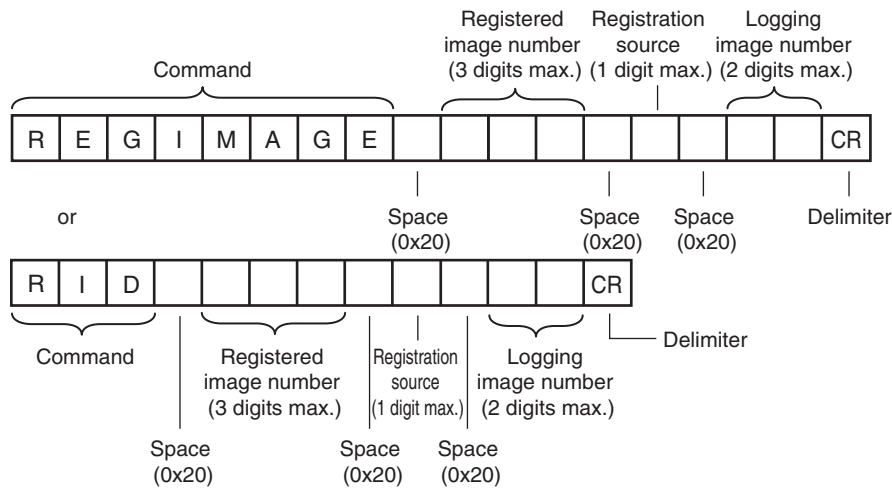 Registered
image number
(3 digits max.)
Registration
source
(1 digit max.)
Logging
image number
(2 digits max.)
Command
R E G I M A G E CR
Space
(0x20)
Space
(0x20)
Space
(0x20)
Delimiter
or
R I D CR
Delimiter
Command
Registered
image number
(3 digits max.)
Registration
source
(1 digit max.)
Logging
image number
(2 digits max.)
Space
(0x20)
Space
(0x20)
Space
(0x20)